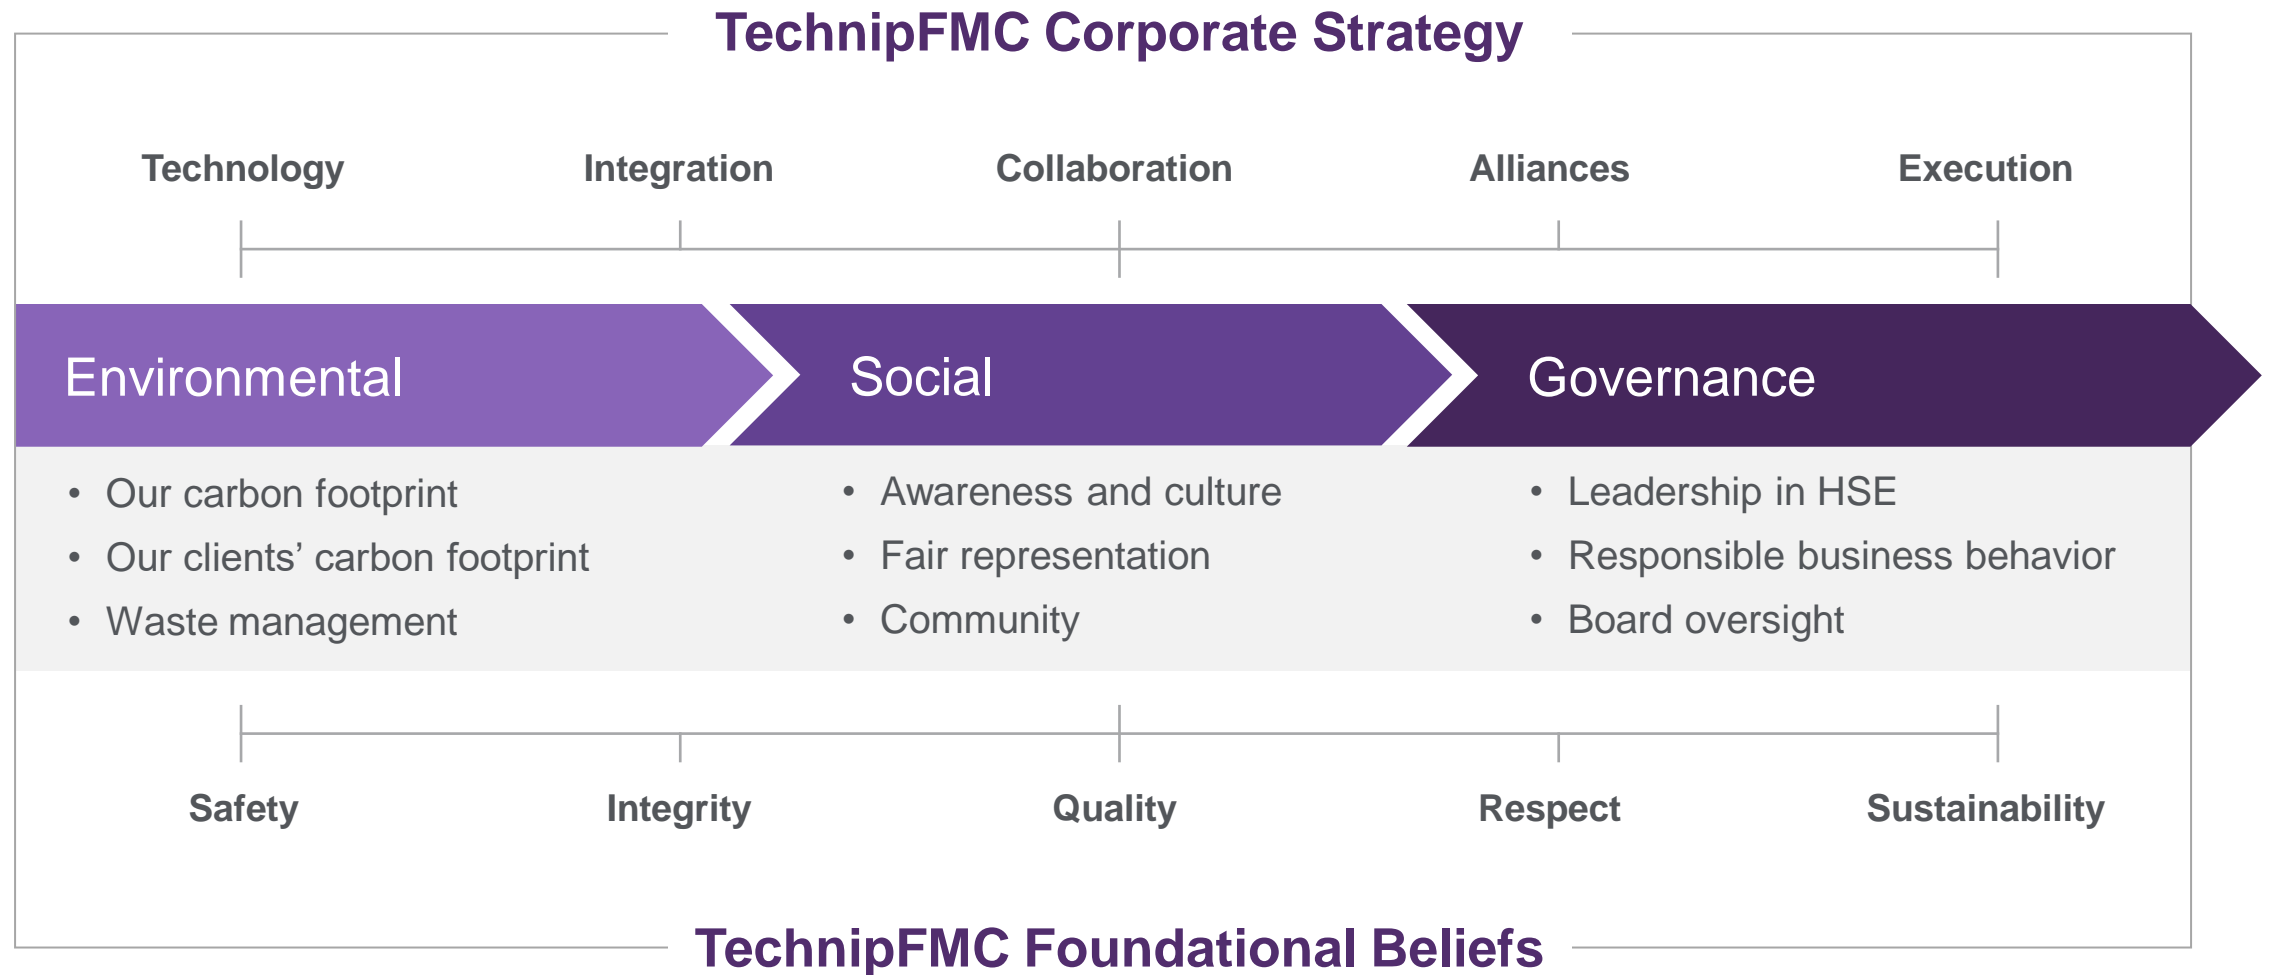 TechnipFMC Corporate Strategy
Technology
Integration
Collaboration
Alliances
Execution
Environmental
• Our carbon footprint
• Our clients’ carbon footprint
• Waste management
Social
• Awareness and culture
• Fair representation
• Community
Governance
• Leadership in HSE
• Responsible business behavior
• Board oversight
Safety
Integrity
Quality
Respect
Sustainability
TechnipFMC Foundational Beliefs